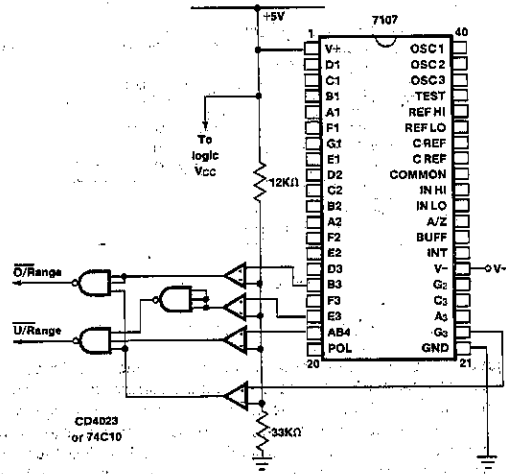 +5V
7107
1
40
V+
OSC1
D1
OSC2
C1
OSC3
B1
TEST
A1
REF HI
F1
REF LO
G1
C REF
E1
C REF
D2
COMMON
C2
IN HI
B2
IN LO
A2
A/Z
F2
BUFF
E2
INT
D3
V-
V-
B3
G2
F3
C3
E3
A3
AB4
G3
POL
GND
20
21
To
logic
VCC
12KΩ
O/Range
U/Range
CD4023
or 74C10
33KΩ